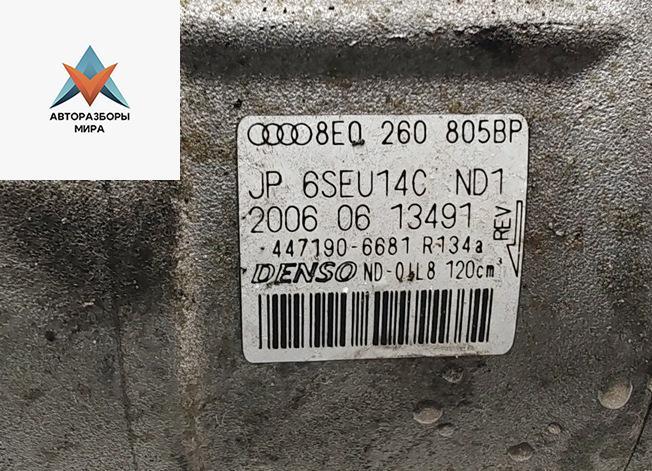 АВТОРАЗБОРЫ
МИРА
8E0 260 805BP
JP 6SEU14C ND1
2006 06 13491
447190-6681 R134a
DENSO ND-OIL8 120cm³
REV